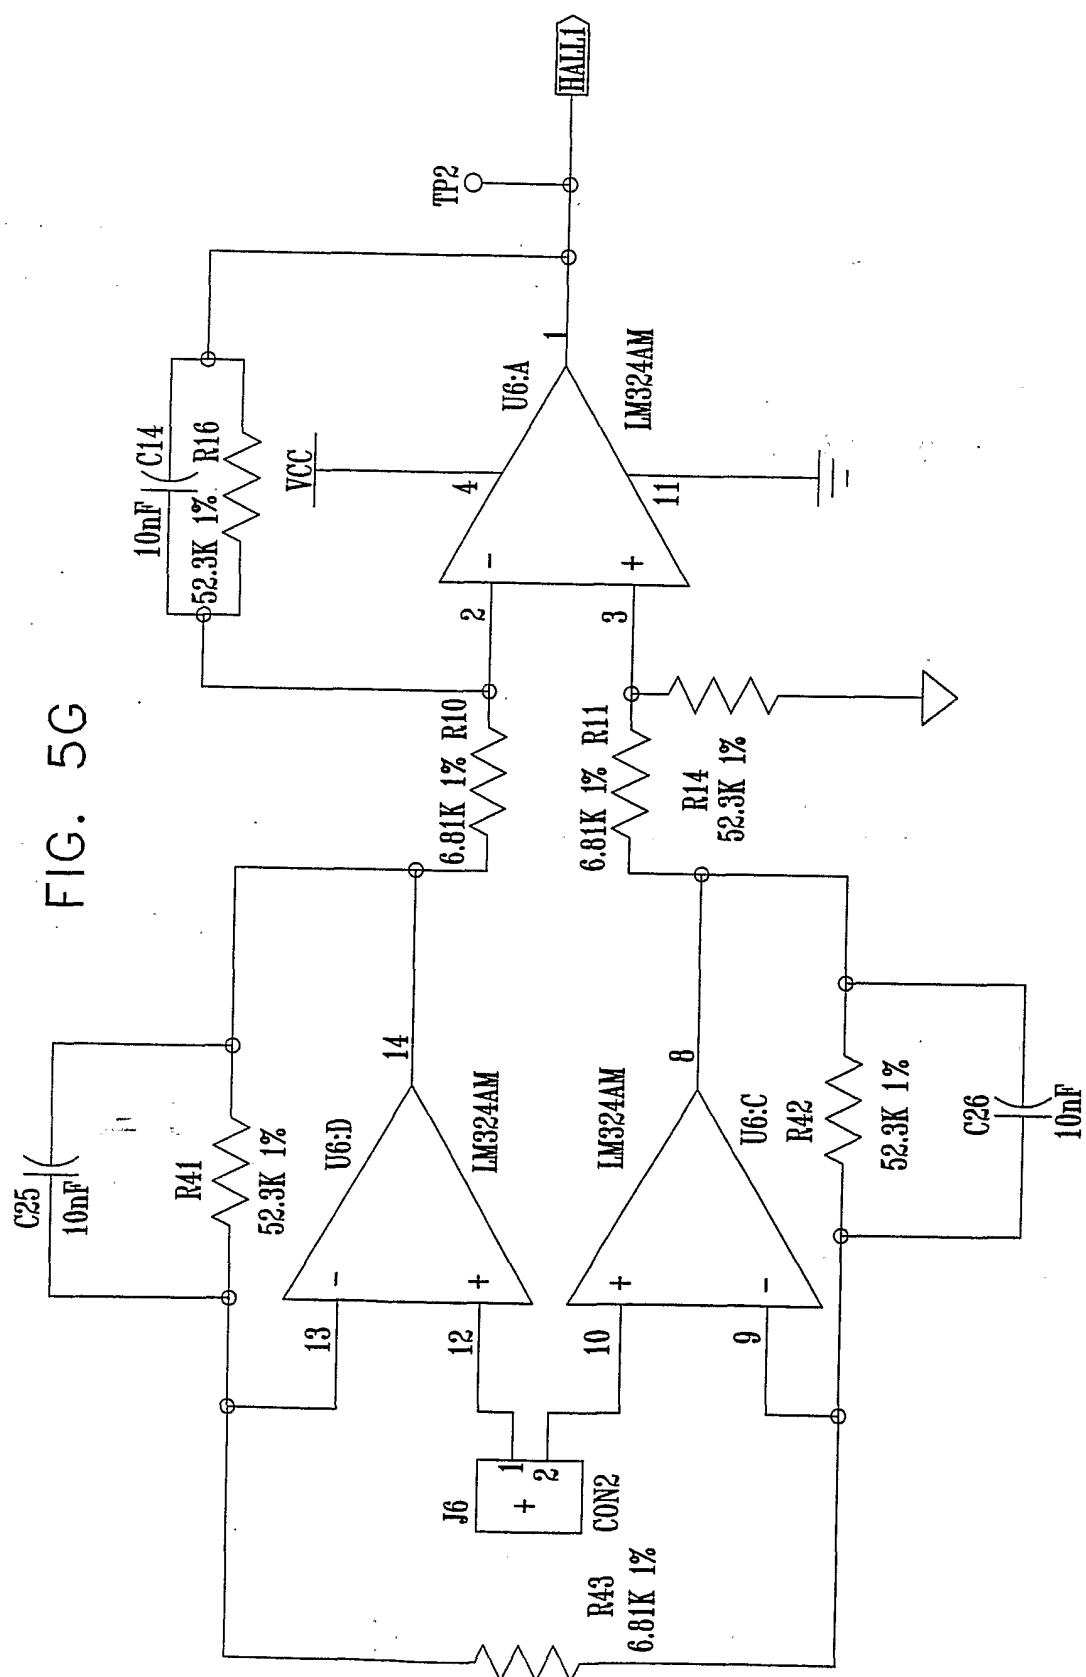 FIG. 5G
HALL1
TP2
C14
10nF
R16
52.3K 1%
VCC
U6:A
LM324AM
1
4
11
2
3
-
+
6.81K 1% R10
6.81K 1% R11
R14
52.3K 1%
C25
10nF
R41
52.3K 1%
U6:D
LM324AM
14
13
12
-
+
LM324AM
U6:C
8
10
9
+
-
R42
52.3K 1%
C26
10nF
J6
1
2
+
CON2
R43
6.81K 1%